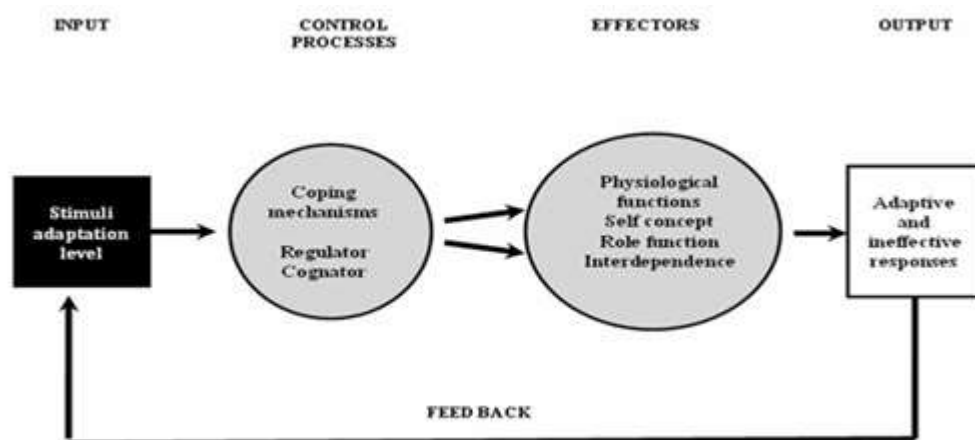 INPUT
CONTROL
PROCESSES
EFFECTORS
OUTPUT
Stimuli
adaptation
level
Coping
mechanisms
Regulator
Cognator
Physiological
functions
Self concept
Role function
Interdependence
Adaptive
and
ineffective
responses
FEED BACK